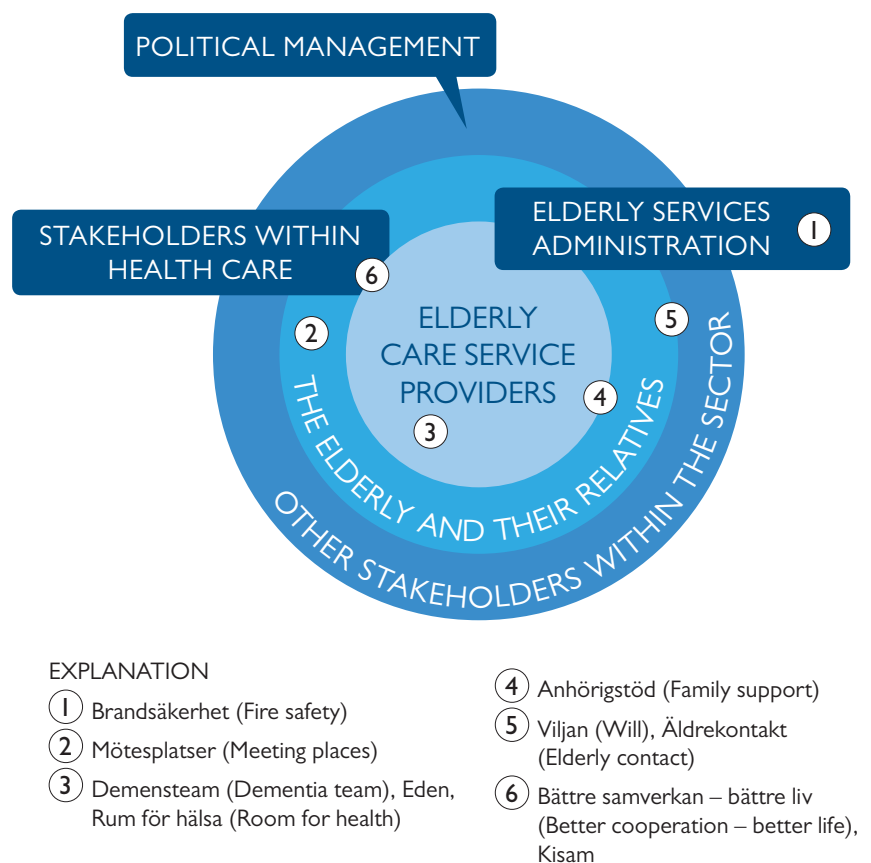 POLITICAL MANAGEMENT
STAKEHOLDERS WITHIN
HEALTH CARE
6
ELDERLY SERVICES
ADMINISTRATION
1
2
5
ELDERLY
CARE SERVICE
PROVIDERS
4
3
THE ELDERLY AND THEIR RELATIVES
OTHER STAKEHOLDERS WITHIN THE SECTOR
EXPLANATION
1 Brandsäkerhet (Fire safety)
2 Mötesplatser (Meeting places)
3 Demensteam (Dementia team), Eden,
Rum för hälsa (Room for health)
4 Anhörigstöd (Family support)
5 Viljan (Will), Äldrekontakt
(Elderly contact)
6 Bättre samverkan – bättre liv
(Better cooperation – better life),
Kisam